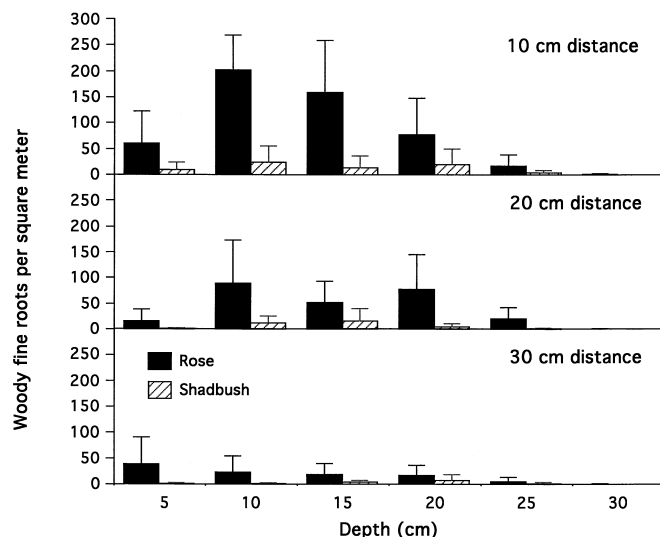 Woody fine roots per square meter
300
250
200
150
100
50
0
10 cm distance
250
200
150
100
50
0
20 cm distance
250
200
150
100
50
0
30 cm distance
Rose
Shadbush
5 10 15 20 25 30
Depth (cm)